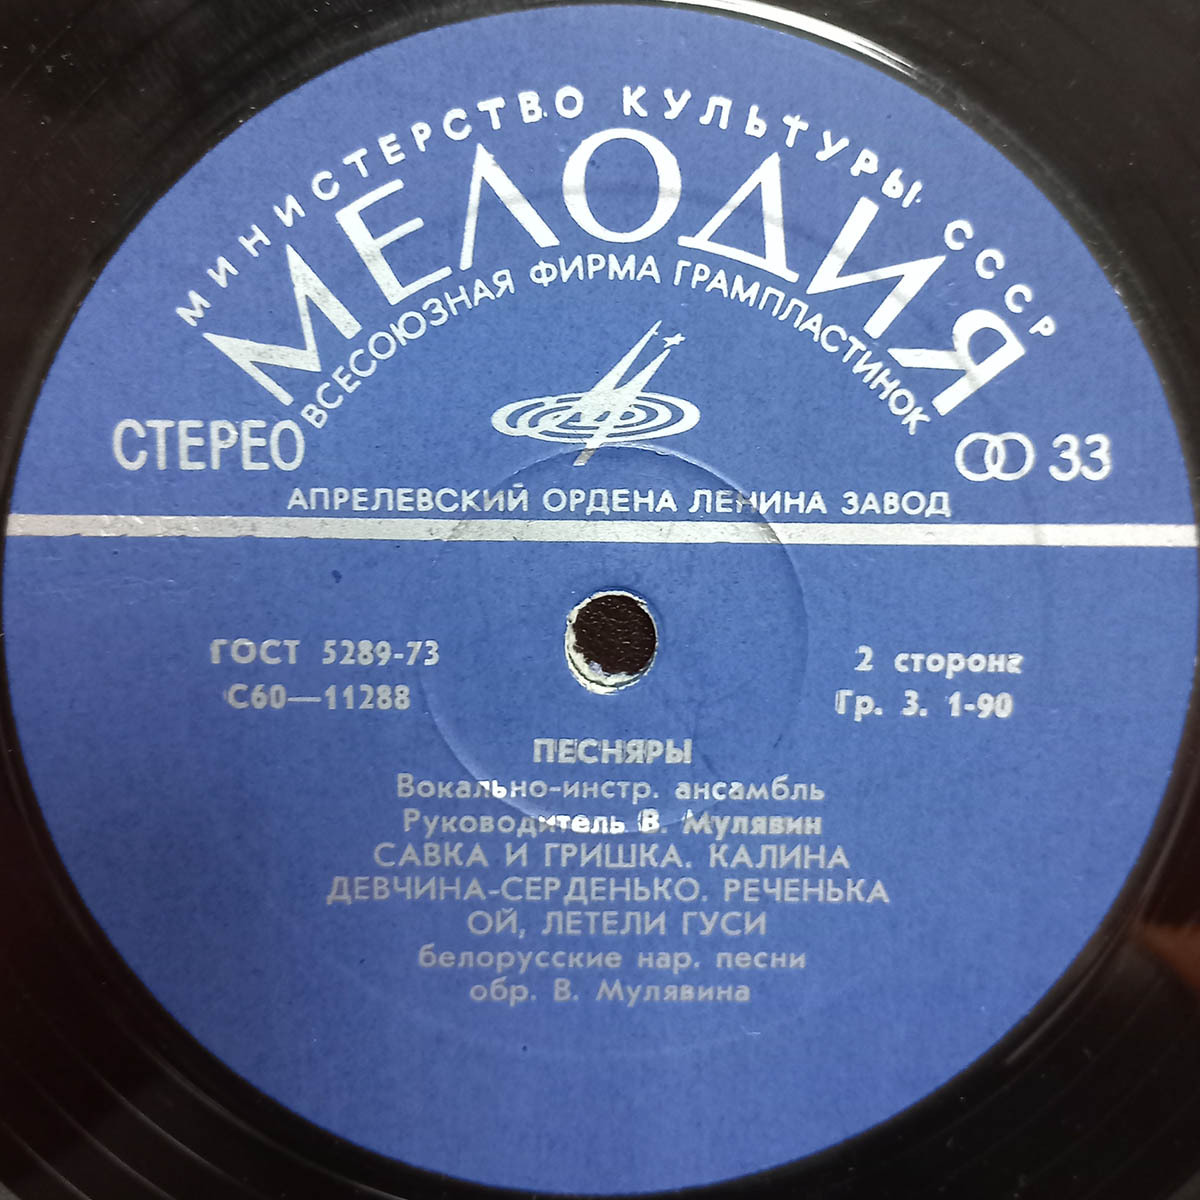 МИНИСТЕРСТВО КУЛЬТУРЫ СССР
МЕЛОДИЯ
ВСЕСОЮЗНАЯ ФИРМА ГРАМПЛАСТИНОК
СТЕРЕО
33
АПРЕЛЕВСКИЙ ОРДЕНА ЛЕНИНА ЗАВОД
ГОСТ 5289-73
С60—11288
2 сторона
Гр. 3. 1-90
ПЕСНЯРЫ
Вокально-инстр. ансамбль
Руководитель В. Мулявин
САВКА И ГРИШКА. КАЛИНА
ДЕВЧИНА-СЕРДЕНЬКО. РЕЧЕНЬКА
ОЙ, ЛЕТЕЛИ ГУСИ
белорусские нар. песни
обр. В. Мулявина